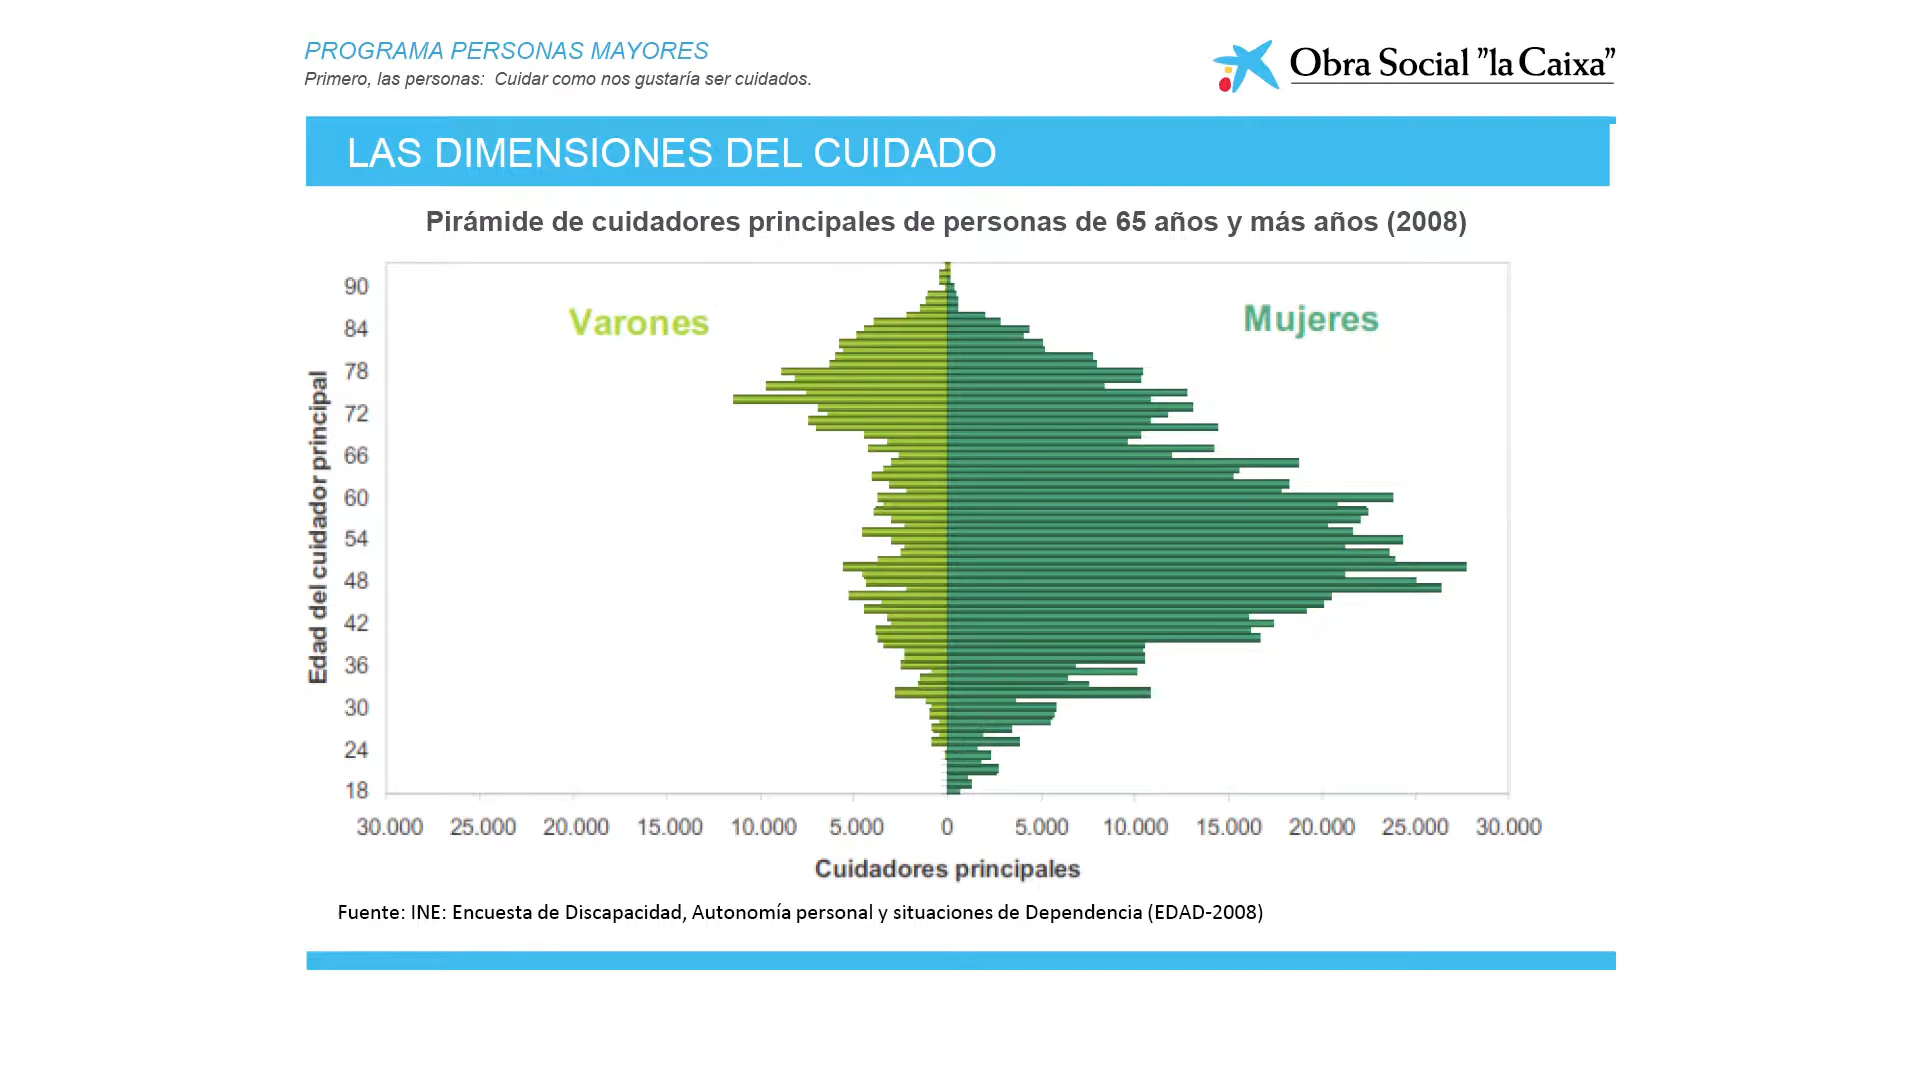 PROGRAMA PERSONAS MAYORES
Primero, las personas: Cuidar como nos gustaría ser cuidados.
Obra Social "la Caixa"
LAS DIMENSIONES DEL CUIDADO
Pirámide de cuidadores principales de personas de 65 años y más años (2008)
Varones
Mujeres
Edad del cuidador principal
90
84
78
72
66
60
54
48
42
36
30
24
18
30.000 25.000 20.000 15.000 10.000 5.000 0 5.000 10.000 15.000 20.000 25.000 30.000
Cuidadores principales
Fuente: INE: Encuesta de Discapacidad, Autonomía personal y situaciones de Dependencia (EDAD-2008)